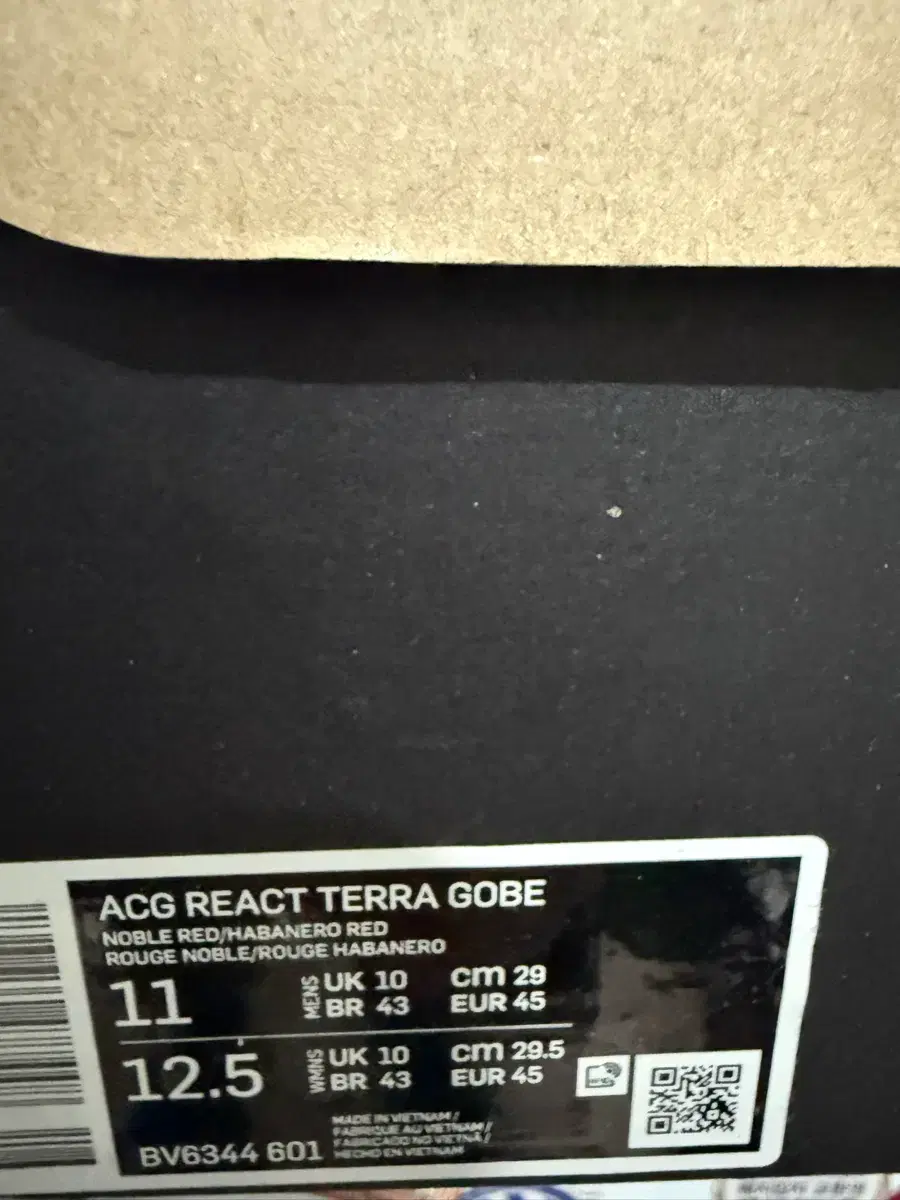 ACG REACT TERRA GOBE
NOBLE RED/HABANERO RED
ROUGE NOBLE/ROUGE HABANERO
11 MENS UK 10 cm 29
BR 43 EUR 45
12.5 WMNS UK 10 cm 29.5
BR 43 EUR 45
MADE IN VIETNAM /
FABRIQUE AU VIETNAM /
FABRICADO NO VIETNÃ /
HECHO EN VIETNAM
BV6344 601